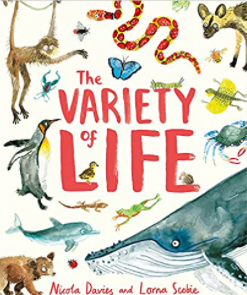 The
VARIETY
of
LIFE
Nicola Davies and Lorna Scobie